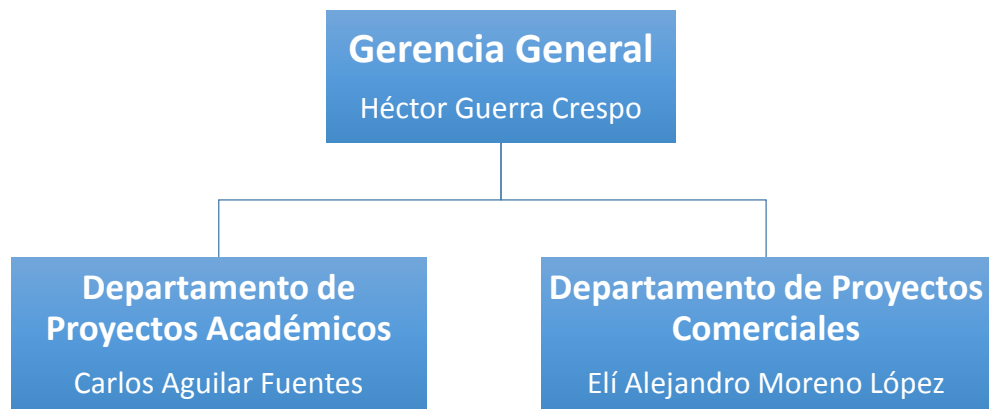 Gerencia General
Héctor Guerra Crespo
Departamento de
Proyectos Académicos
Carlos Aguilar Fuentes
Departamento de Proyectos
Comerciales
Elí Alejandro Moreno López